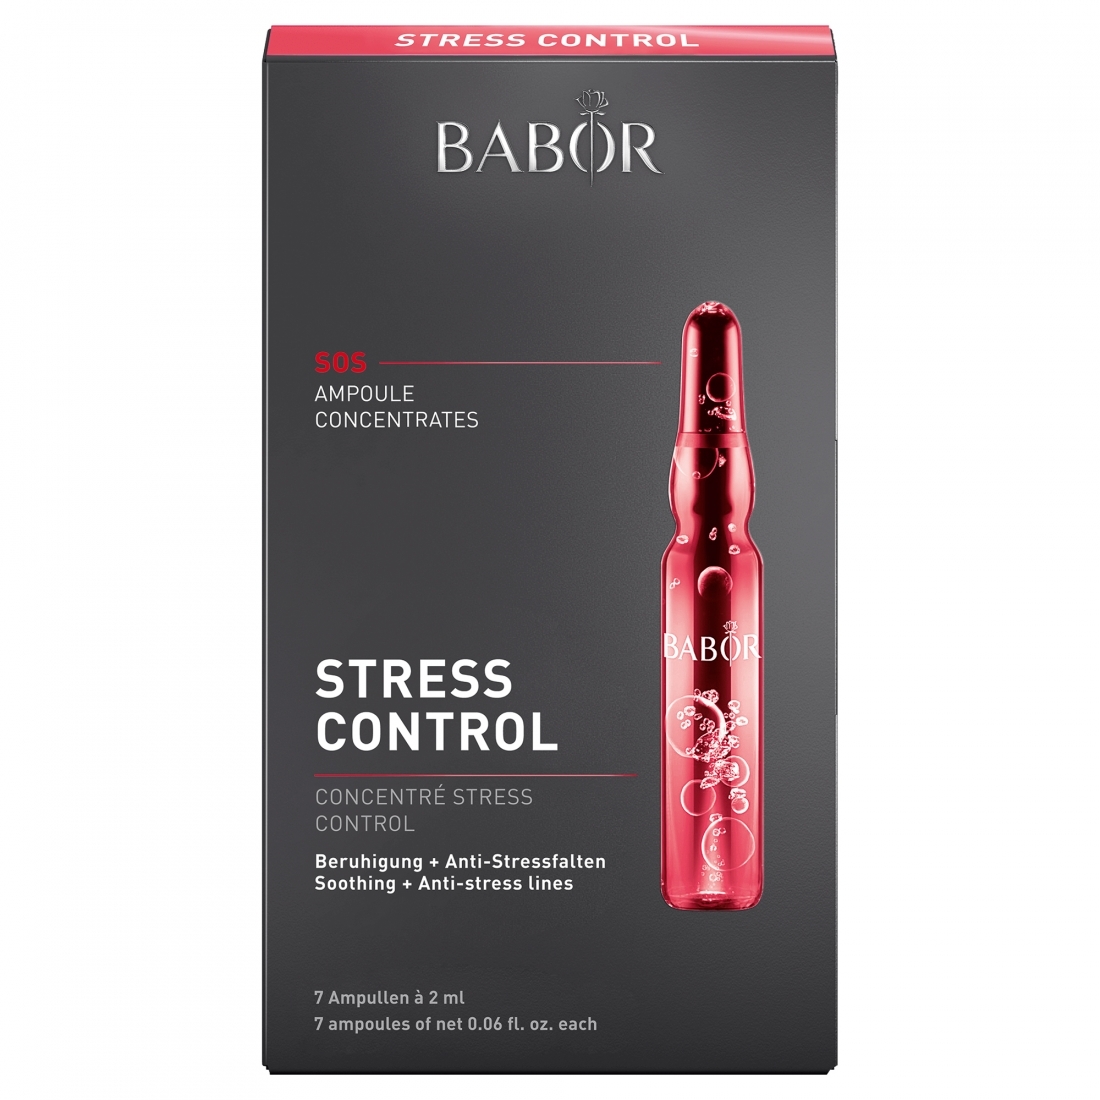 STRESS CONTROL
BABOR
SOS
AMPOULE
CONCENTRATES
BABOR
STRESS
CONTROL
CONCENTRÉ STRESS
CONTROL
Beruhigung + Anti-Stressfalten
Soothing + Anti-stress lines
7 Ampullen à 2 ml
7 ampoules of net 0.06 fl. oz. each